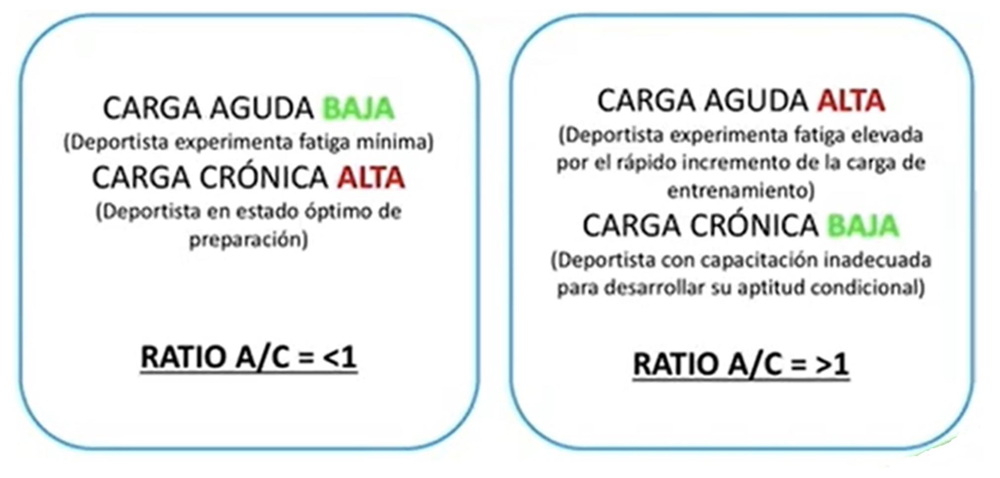 CARGA AGUDA BAJA
(Deportista experimenta fatiga mínima)
CARGA CRÓNICA ALTA
(Deportista en estado óptimo de
preparación)
RATIO A/C = <1
CARGA AGUDA ALTA
(Deportista experimenta fatiga elevada
por el rápido incremento de la carga de
entrenamiento)
CARGA CRÓNICA BAJA
(Deportista con capacitación inadecuada
para desarrollar su aptitud condicional)
RATIO A/C = >1